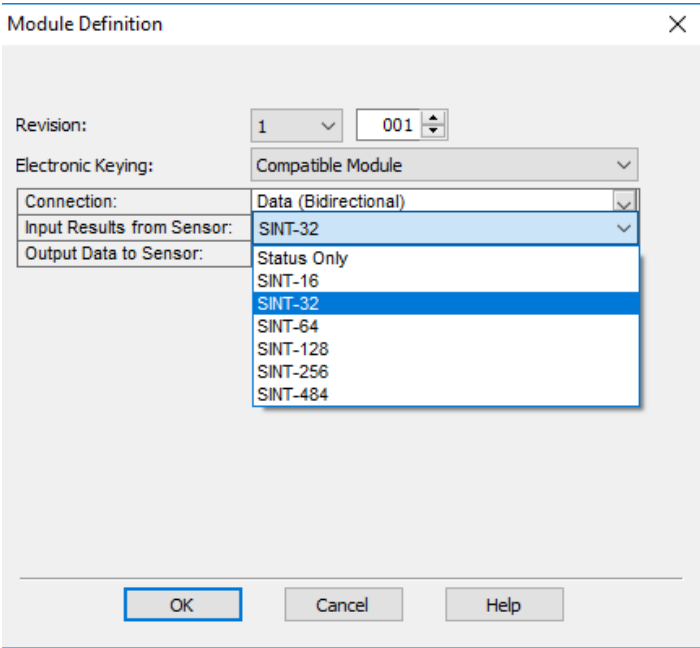 Module Definition
Revision: 1 001
Electronic Keying: Compatible Module
Connection: Data (Bidirectional)
Input Results from Sensor: SINT-32
Output Data to Sensor:
Status Only
SINT-16
SINT-32
SINT-64
SINT-128
SINT-256
SINT-484
OK Cancel Help